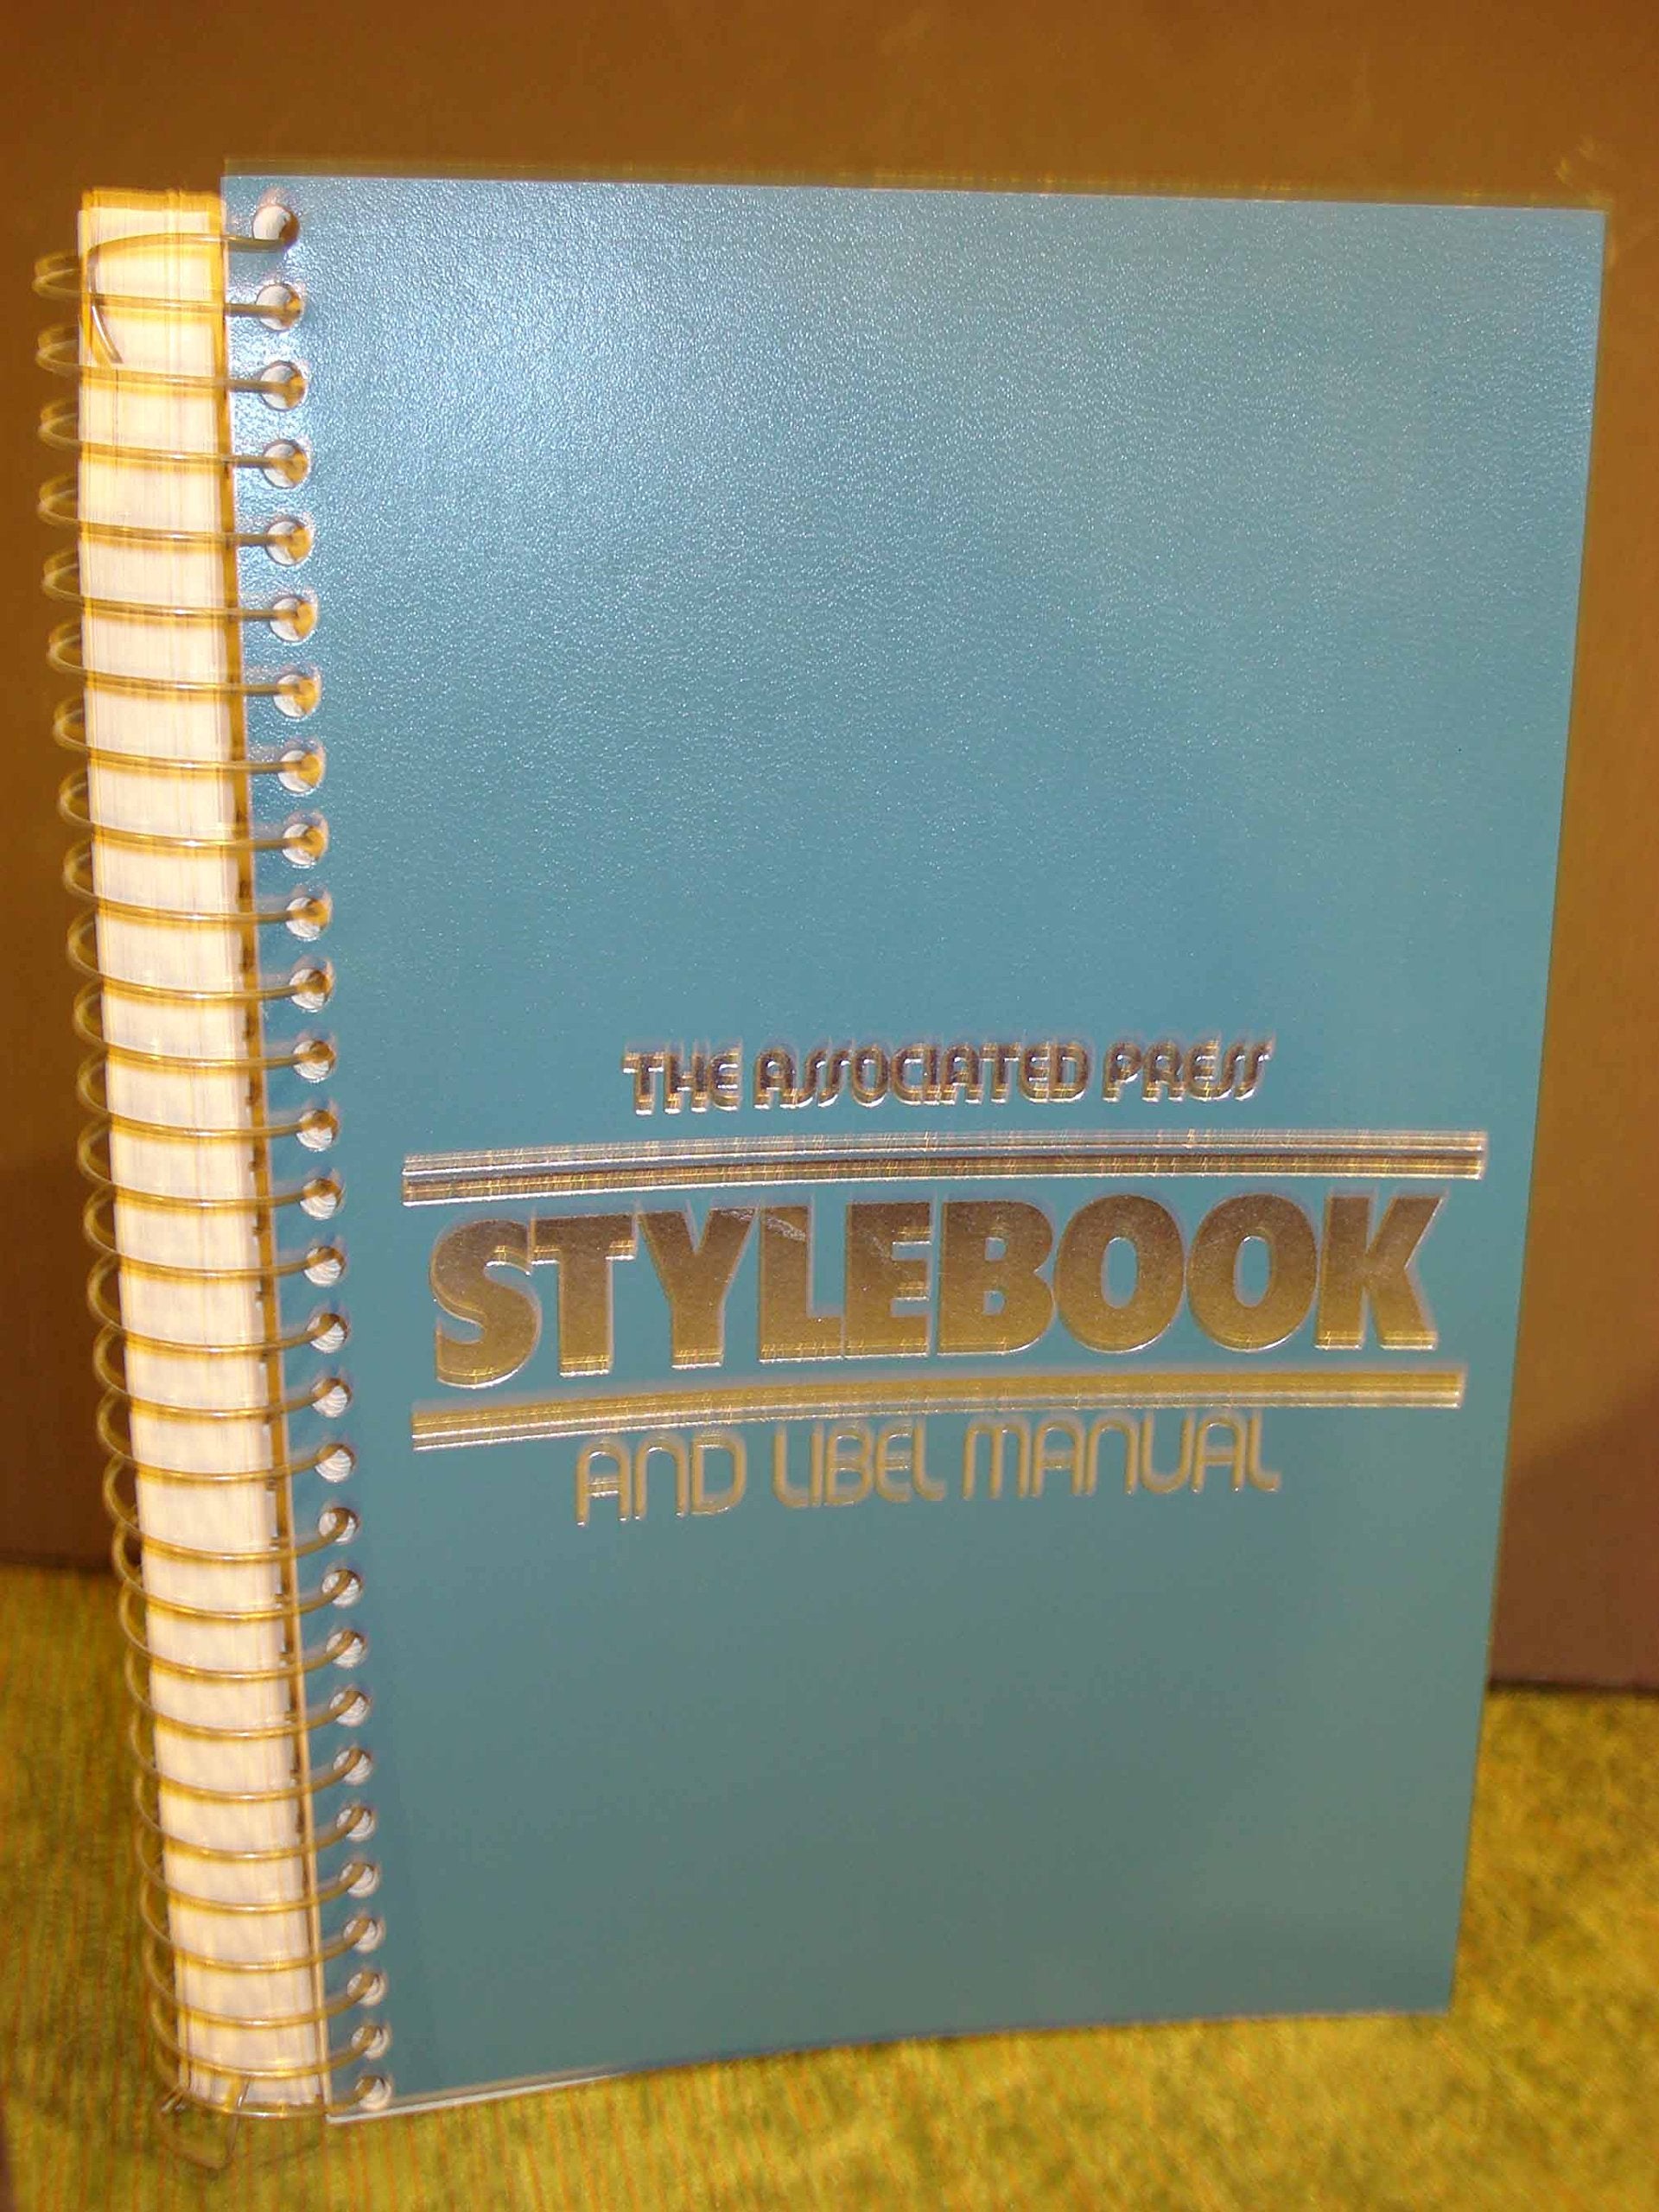 THE ASSOCIATED PRESS
STYLEBOOK
AND LIBEL MANUAL